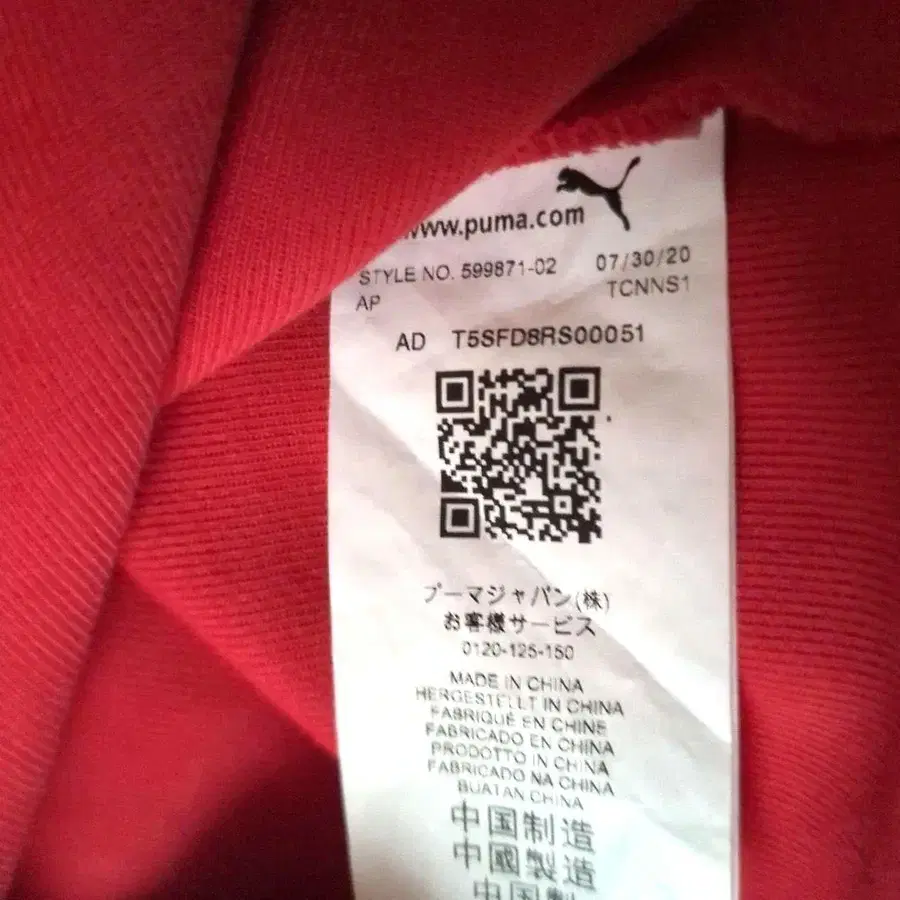 www.puma.com
STYLE NO. 599871-02 07/30/20
AP TCNNS1
AD T5SFD8RS00051
プーマジャパン(株)
お客様サービス
0120-125-150
MADE IN CHINA
HERGESTELLT IN CHINA
FABRIQUÉ EN CHINE
FABRICADO EN CHINA
PRODOTTO IN CHINA
FABRICADO NA CHINA
BUATAN CHINA
中国制造
中國製造
中国